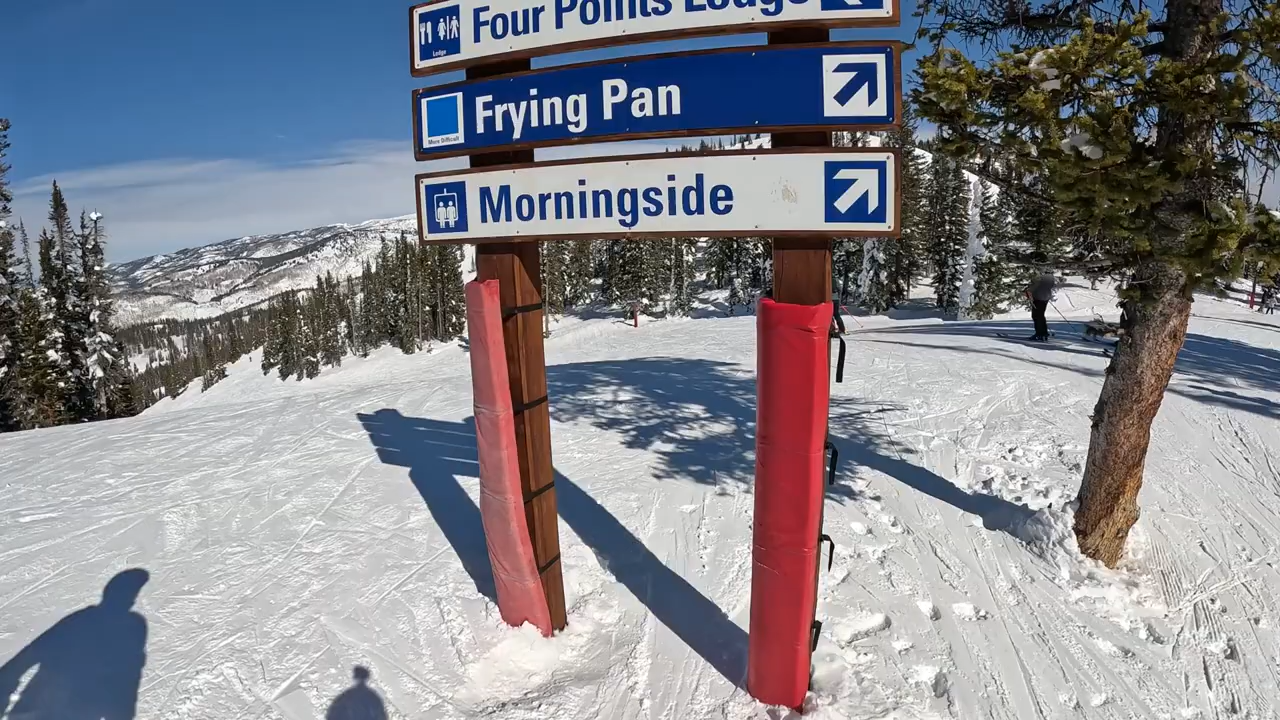 Four Points Lodge
Lodge
Frying Pan
More Difficult
Morningside